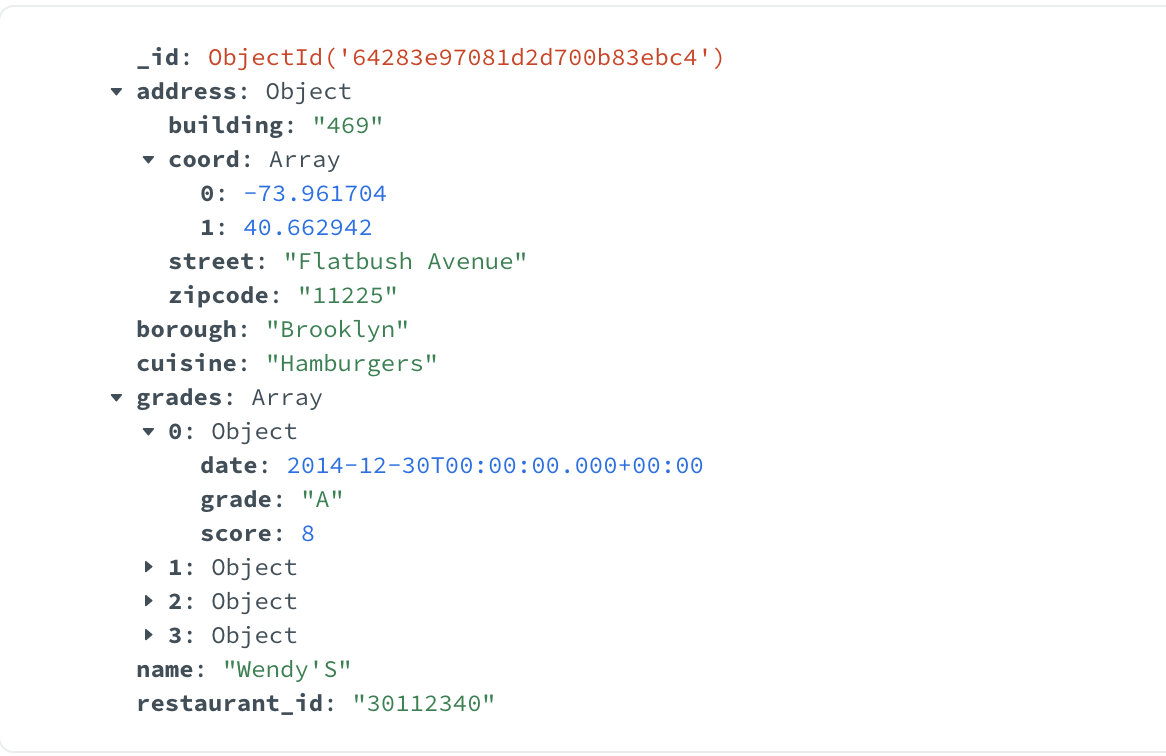 _id: ObjectId('64283e97081d2d700b83ebc4')
address: Object
building: "469"
coord: Array
0: -73.961704
1: 40.662942
street: "Flatbush Avenue"
zipcode: "11225"
borough: "Brooklyn"
cuisine: "Hamburgers"
grades: Array
0: Object
date: 2014-12-30T00:00:00.000+00:00
grade: "A"
score: 8
1: Object
2: Object
3: Object
name: "Wendy'S"
restaurant_id: "30112340"